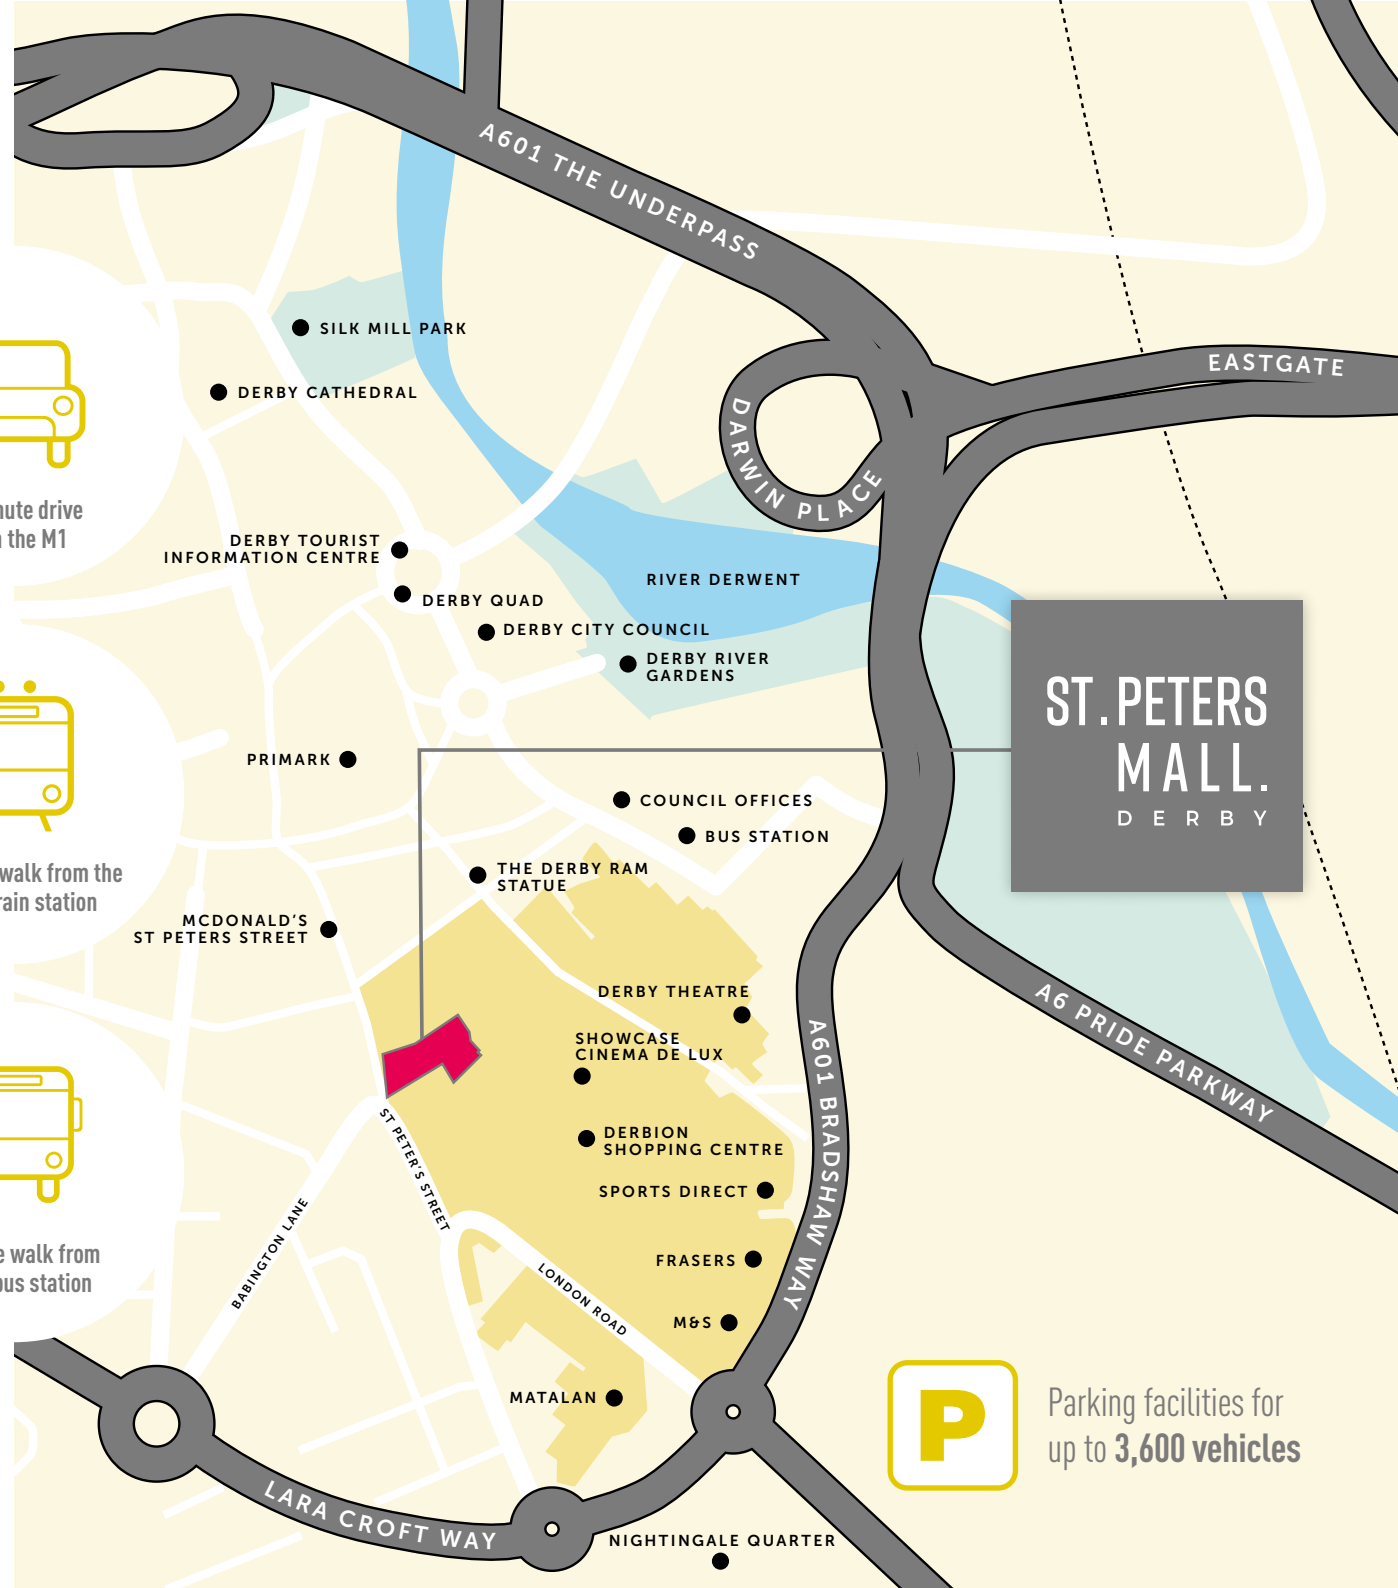 A601 THE UNDERPASS
EASTGATE
SILK MILL PARK
DERBY CATHEDRAL
DARWIN PLACE
minute drive
the M1
DERBY TOURIST
INFORMATION CENTRE
DERBY QUAD
RIVER DERWENT
DERBY CITY COUNCIL
DERBY RIVER
GARDENS
ST. PETERS
MALL.
DERBY
PRIMARK
COUNCIL OFFICES
BUS STATION
walk from the
THE DERBY RAM
STATUE
train station
MCDONALD'S
ST PETERS STREET
DERBY THEATRE
A6 PRIDE PARKWAY
SHOWCASE
CINEMA DE LUX
A601 BRADSHAW WAY
ST PETER'S STREET
DERBION
SHOPPING CENTRE
SPORTS DIRECT
BABINGTON LANE
walk from
bus station
FRASERS
LONDON ROAD
M&S
MATALAN
P
Parking facilities for
up to 3,600 vehicles
LARA CROFT WAY
NIGHTINGALE QUARTER